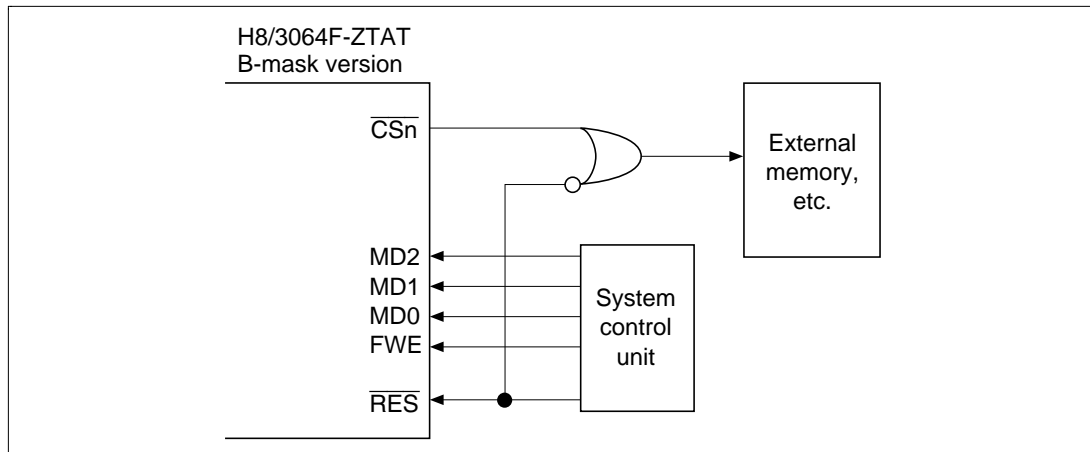 H8/3064F-ZTAT
B-mask version
CSn
External
memory,
etc.
MD2
MD1
MD0
FWE
RES
System
control
unit